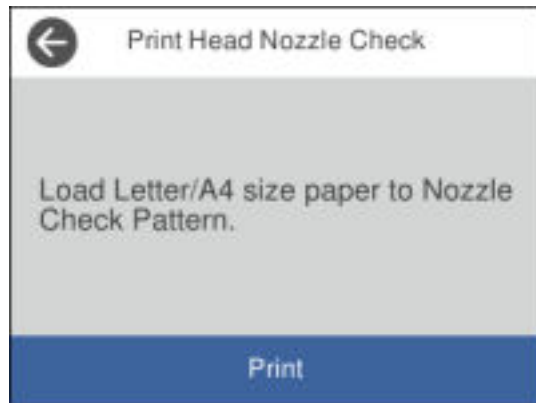 Print Head Nozzle Check
Load Letter/A4 size paper to Nozzle
Check Pattern.
Print